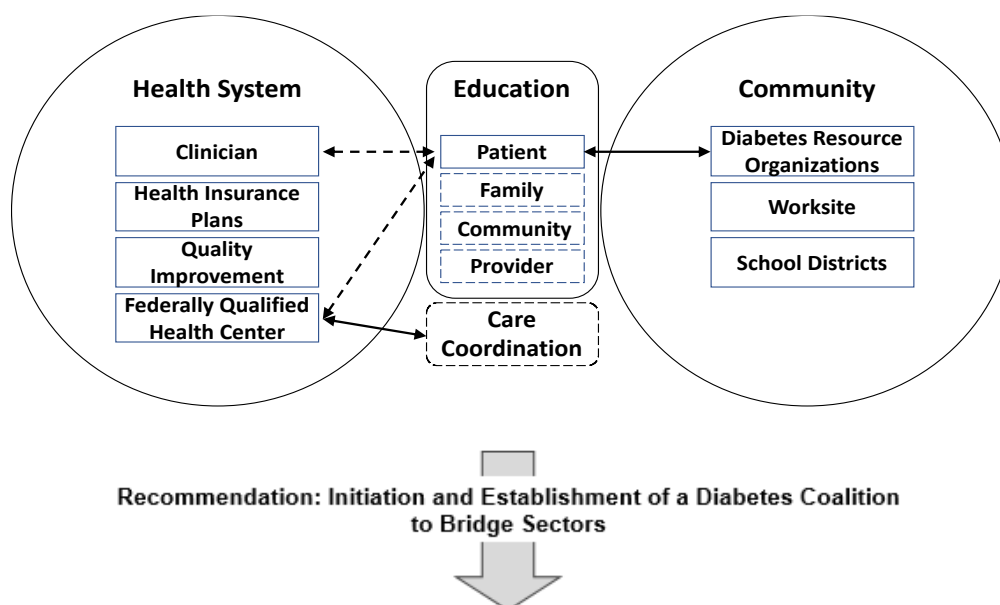 Health System
Clinician
Health Insurance
Plans
Quality
Improvement
Federally Qualified
Health Center
Education
Patient
Family
Community
Provider
Care
Coordination
Community
Diabetes Resource
Organizations
Worksite
School Districts
Recommendation: Initiation and Establishment of a Diabetes Coalition
to Bridge Sectors